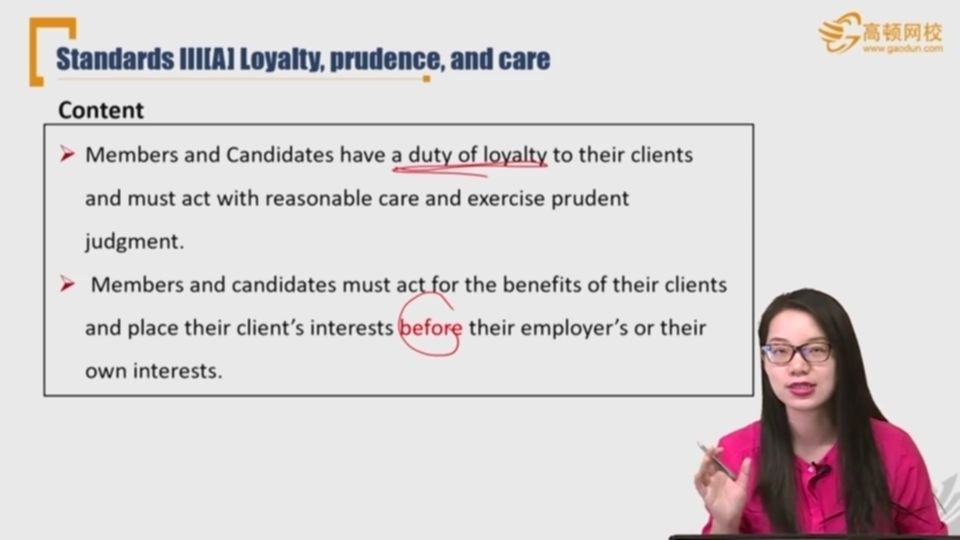 Standards III[A] Loyalty, prudence, and care
高顿网校
www.gaodun.com
Content
Members and Candidates have a duty of loyalty to their clients
and must act with reasonable care and exercise prudent
judgment.
Members and candidates must act for the benefits of their clients
and place their client’s interests before their employer’s or their
own interests.